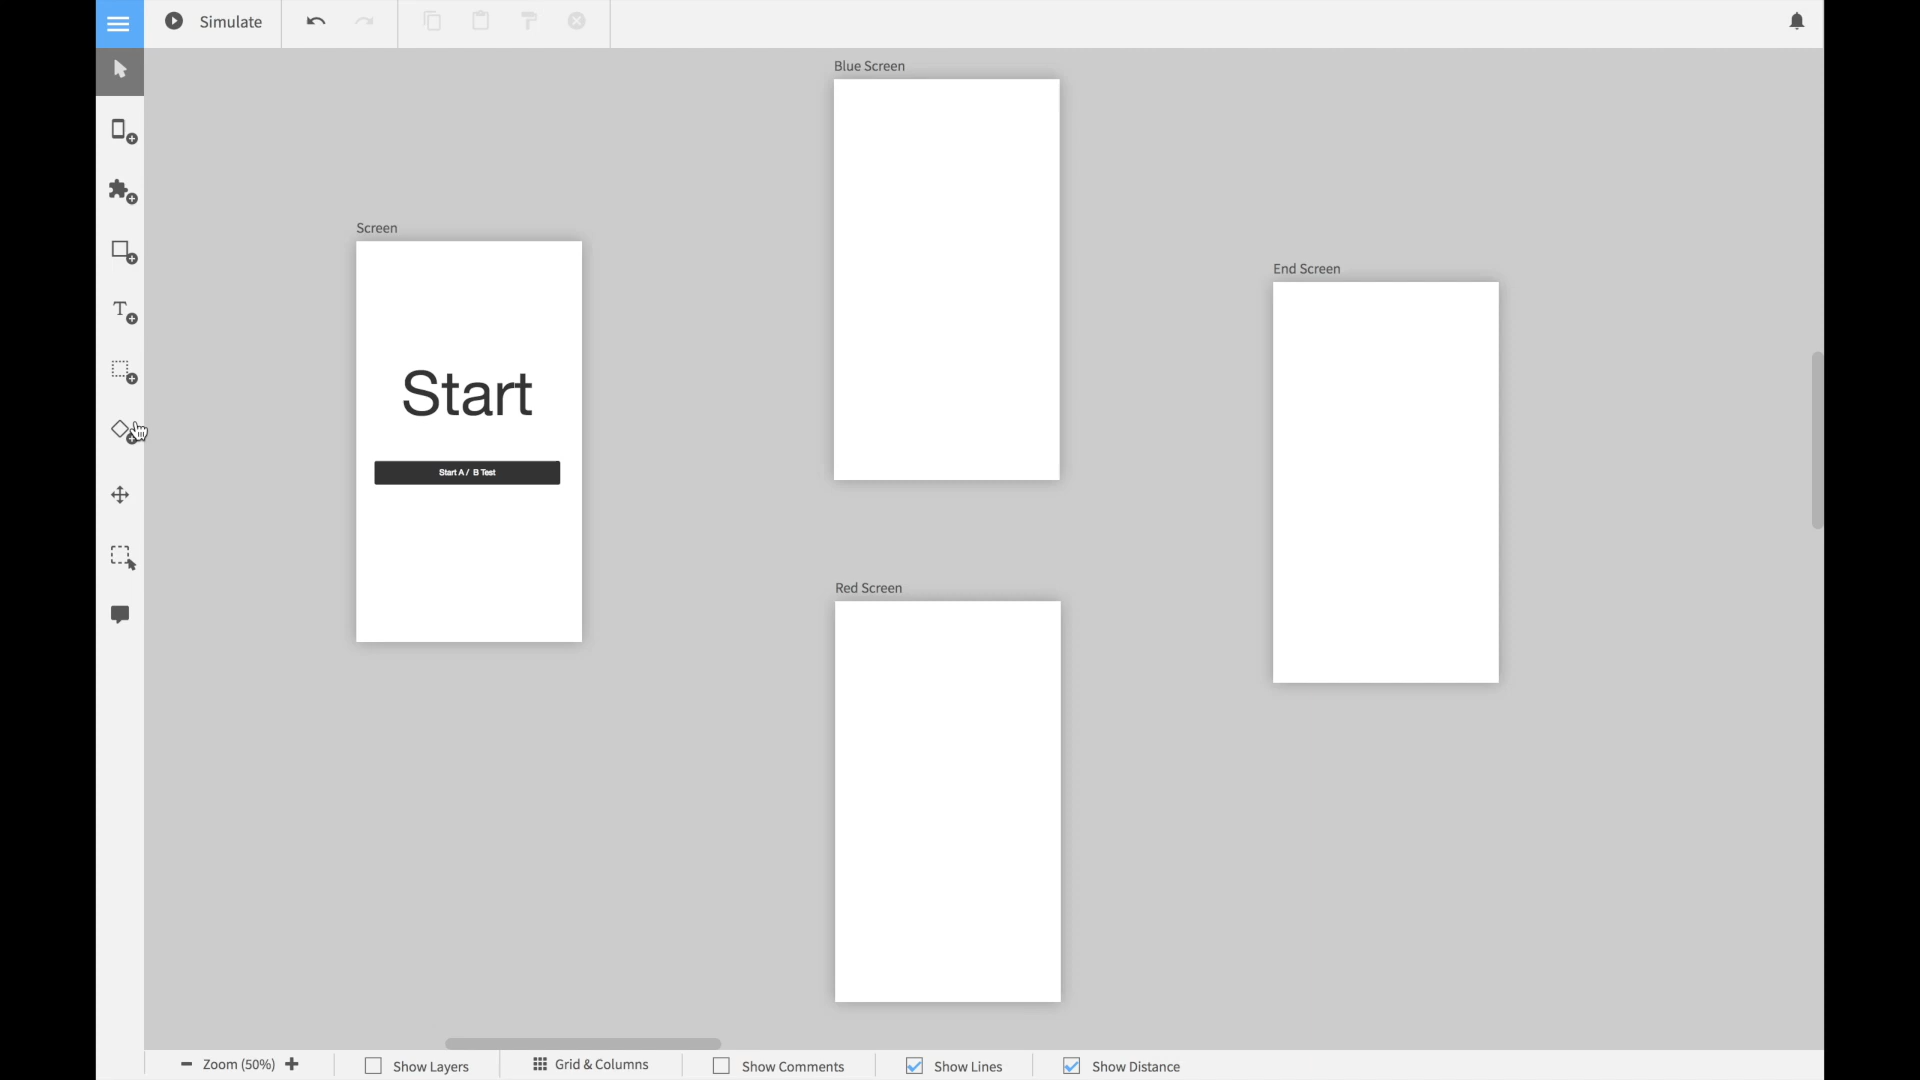 Simulate
Blue Screen
Screen
End Screen
Start
Start A / B Test
Red Screen
Zoom (50%)
Show Layers
Grid & Columns
Show Comments
Show Lines
Show Distance